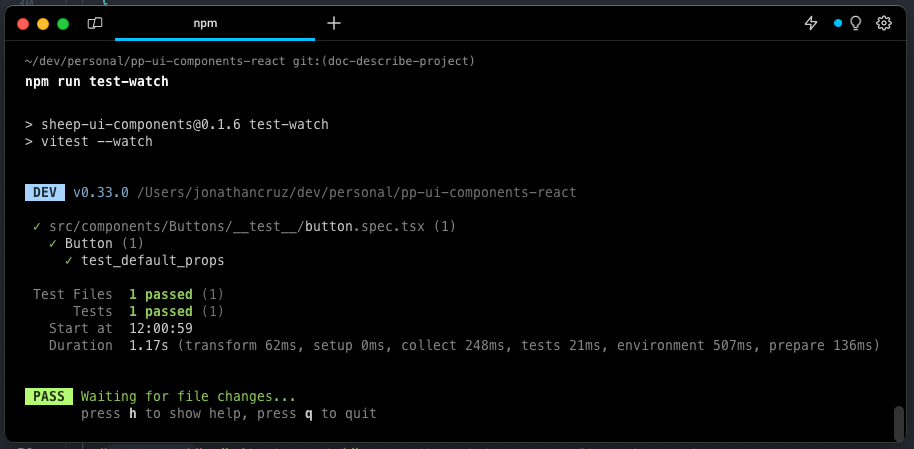 npm
~/dev/personal/pp-ui-components-react git:(doc-describe-project)
npm run test-watch
> sheep-ui-components@0.1.6 test-watch
> vitest --watch
DEV v0.33.0 /Users/jonathancruz/dev/personal/pp-ui-components-react
✓ src/components/Buttons/__test__/button.spec.tsx (1)
✓ Button (1)
✓ test_default_props
Test Files 1 passed (1)
Tests 1 passed (1)
Start at 12:00:59
Duration 1.17s (transform 62ms, setup 0ms, collect 248ms, tests 21ms, environment 507ms, prepare 136ms)
PASS Waiting for file changes...
press h to show help, press q to quit